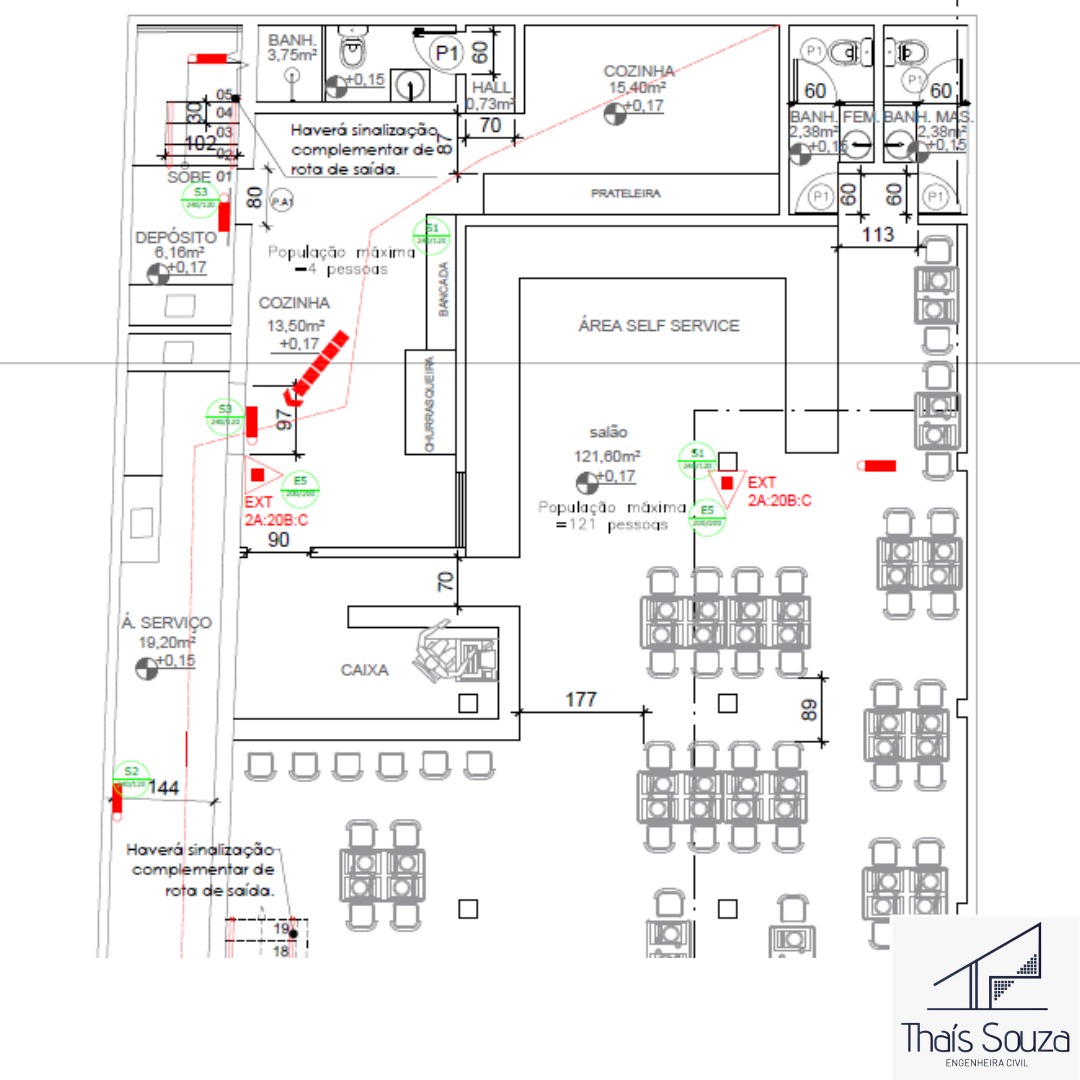 BANH.
3,75m²
+0,15
P1
60
HALL
0,73m²
70
87
COZINHA
15,40m²
+0,17
P1
60
BANH. FEM.
2,38m²
+0,15
P1
60
BANH. MAS.
2,38m²
+0,15
P1
60
60
P1
113
05
04
03
02
SOBE 01
30
102
Haverá sinalização
complementar de
rota de saída.
PRATELEIRA
S3
240/120
80
P.A1
DEPÓSITO
6,16m²
+0,17
S1
240/120
População máxima
=4 pessoas
BANCADA
COZINHA
13,50m²
+0,17
ÁREA SELF SERVICE
CHURRASQUEIRA
S3
240/120
97
salão
121,60m²
+0,17
População máxima
=121 pessoas
S1
240/120
EXT
2A:20B:C
E5
200/200
E5
200/200
EXT
2A:20B:C
90
70
Á. SERVIÇO
19,20m²
+0,15
CAIXA
177
89
S2
240/120
144
Haverá sinalização
complementar de
rota de saída.
19
18
Thaís Souza
ENGENHEIRA CIVIL